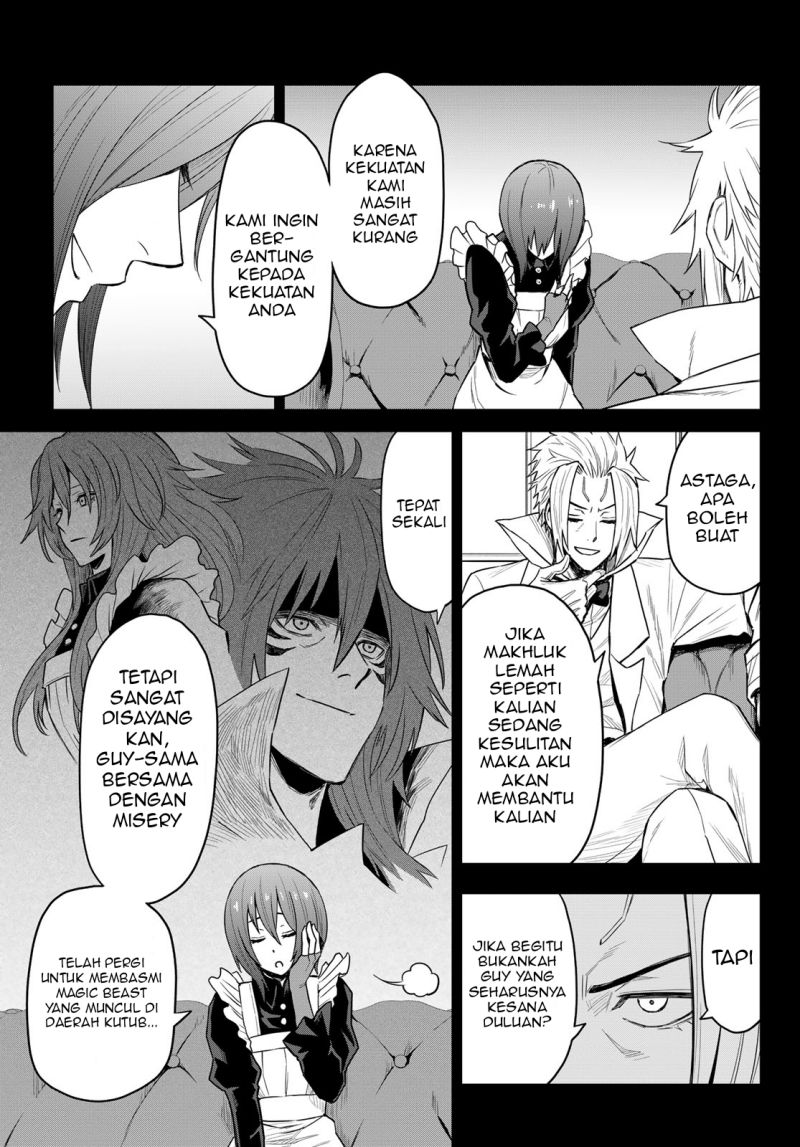 KARENA
KEKUATAN
KAMI
MASIH
SANGAT
KURANG
KAMI INGIN
BER-
GANTUNG
KEPADA
KEKUATAN
ANDA
ASTAGA,
APA
BOLEH
BUAT
JIKA
MAKHLUK
LEMAH
SEPERTI
KALIAN
SEDANG
KESULITAN
MAKA AKU
AKAN
MEMBANTU
KALIAN
TAPI
JIKA BEGITU
BUKANKAH
GUY YANG
SEHARUSNYA
KESANA
DULUAN?
TEPAT
SEKALI
TETAPI
SANGAT
DISAYANG
KAN,
GUY-SAMA
BERSAMA
DENGAN
MISERY
TELAH PERGI
UNTUK MEMBASMI
MAGIC BEAST
YANG MUNCUL DI
DAERAH KUTUB...